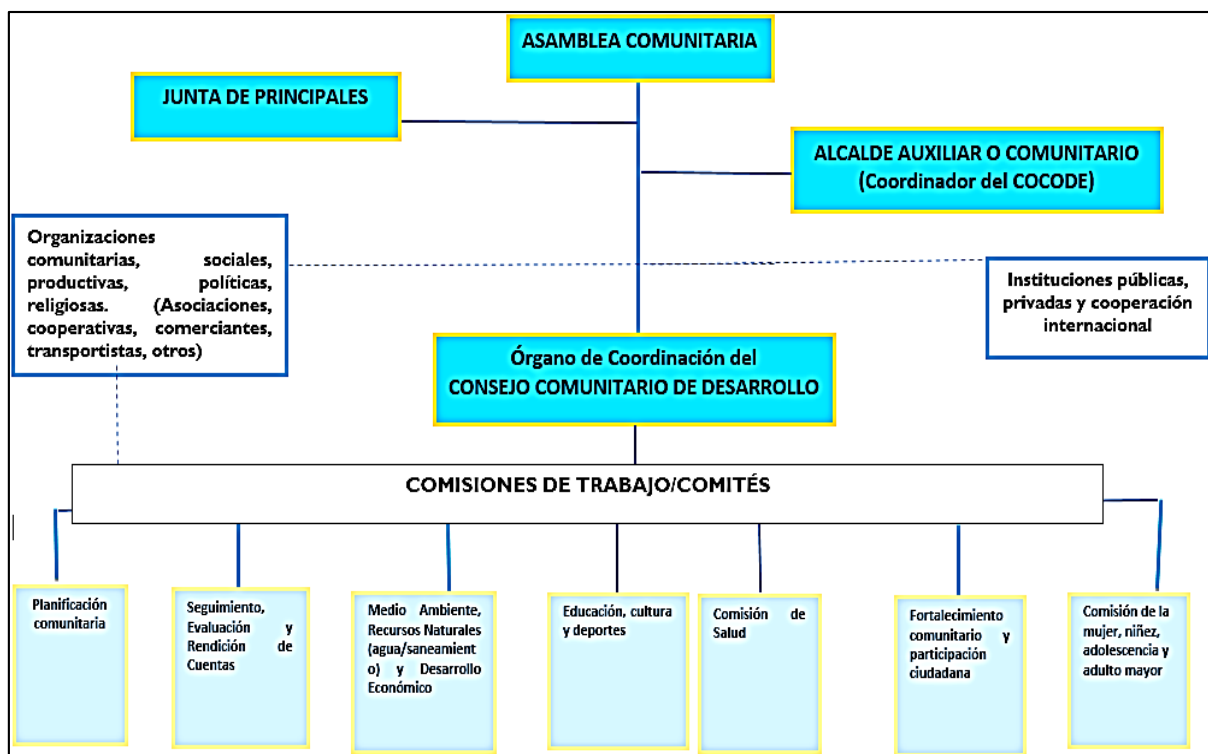 ASAMBLEA COMUNITARIA
JUNTA DE PRINCIPALES
ALCALDE AUXILIAR O COMUNITARIO
(Coordinador del COCODE)
Organizaciones
comunitarias, sociales,
productivas, políticas,
religiosas. (Asociaciones,
cooperativas, comerciantes,
transportistas, otros)
Instituciones públicas,
privadas y cooperación
internacional
Órgano de Coordinación del
CONSEJO COMUNITARIO DE DESARROLLO
COMISIONES DE TRABAJO/COMITÉS
Planificación
comunitaria
Seguimiento,
Evaluación y
Rendición de
Cuentas
Medio Ambiente,
Recursos Naturales
(agua/saneamient
o) y Desarrollo
Económico
Educación, cultura
y deportes
Comisión de
Salud
Fortalecimiento
comunitario y
participación
ciudadana
Comisión de la
mujer, niñez,
adolescencia y
adulto mayor